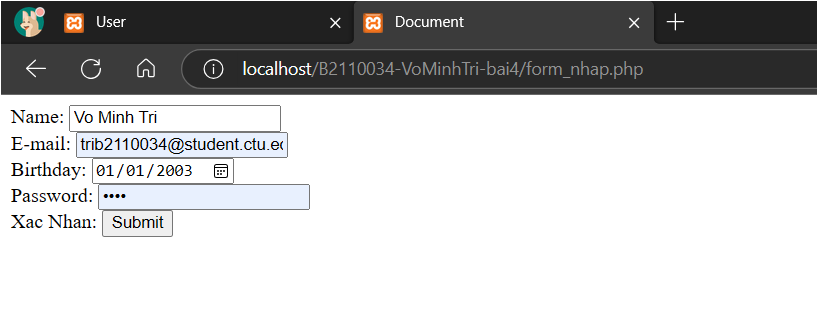 User
Document
localhost/B2110034-VoMinhTri-bai4/form_nhap.php
Name: Vo Minh Tri
E-mail: trib2110034@student.ctu.ec
Birthday: 01/01/2003
Password: ••••
Xac Nhan: Submit